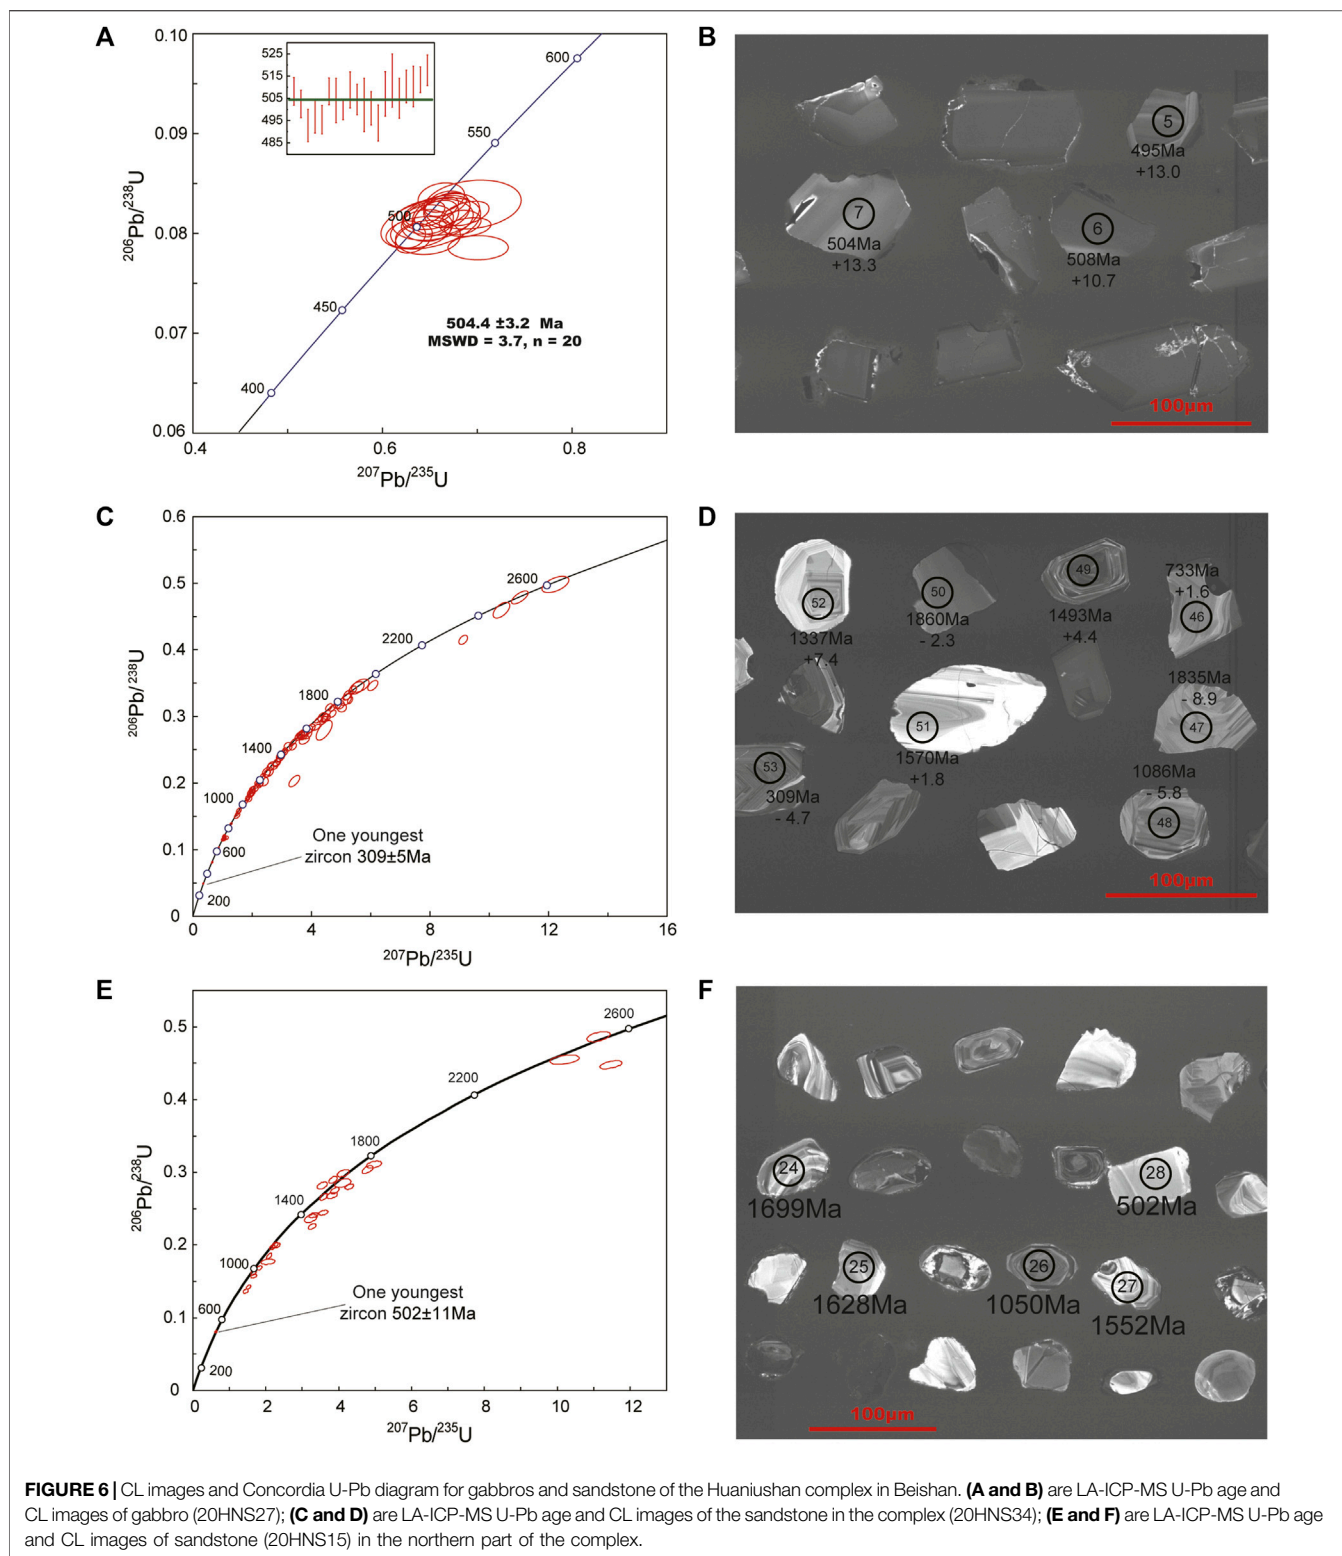 A
0.10
0.09
0.08
0.07
0.06
0.4
0.6
0.8
²⁰⁶Pb/²³⁸U
²⁰⁷Pb/²³⁵U
525
515
505
495
485
600
550
500
450
400
504.4 ±3.2 Ma
MSWD = 3.7, n = 20
B
5
495Ma
+13.0
7
504Ma
+13.3
6
508Ma
+10.7
100µm
C
0.6
0.5
0.4
0.3
0.2
0.1
0
0
4
8
12
16
²⁰⁶Pb/²³⁸U
²⁰⁷Pb/²³⁵U
2600
2200
1800
1400
1000
600
200
One youngest
zircon 309±5Ma
D
52
1337Ma
+7.4
50
1860Ma
- 2.3
49
1493Ma
+4.4
733Ma
+1.6
46
1835Ma
- 8.9
47
51
1570Ma
+1.8
53
309Ma
- 4.7
1086Ma
- 5.8
48
100µm
E
0.5
0.4
0.3
0.2
0.1
0
0
2
4
6
8
10
12
²⁰⁶Pb/²³⁸U
²⁰⁷Pb/²³⁵U
2600
2200
1800
1400
1000
600
200
One youngest
zircon 502±11Ma
F
24
1699Ma
28
502Ma
25
1628Ma
26
1050Ma
27
1552Ma
100µm
FIGURE 6 | CL images and Concordia U-Pb diagram for gabbros and sandstone of the Huaniushan complex in Beishan. (A and B) are LA-ICP-MS U-Pb age and
CL images of gabbro (20HNS27); (C and D) are LA-ICP-MS U-Pb age and CL images of the sandstone in the complex (20HNS34); (E and F) are LA-ICP-MS U-Pb age
and CL images of sandstone (20HNS15) in the northern part of the complex.